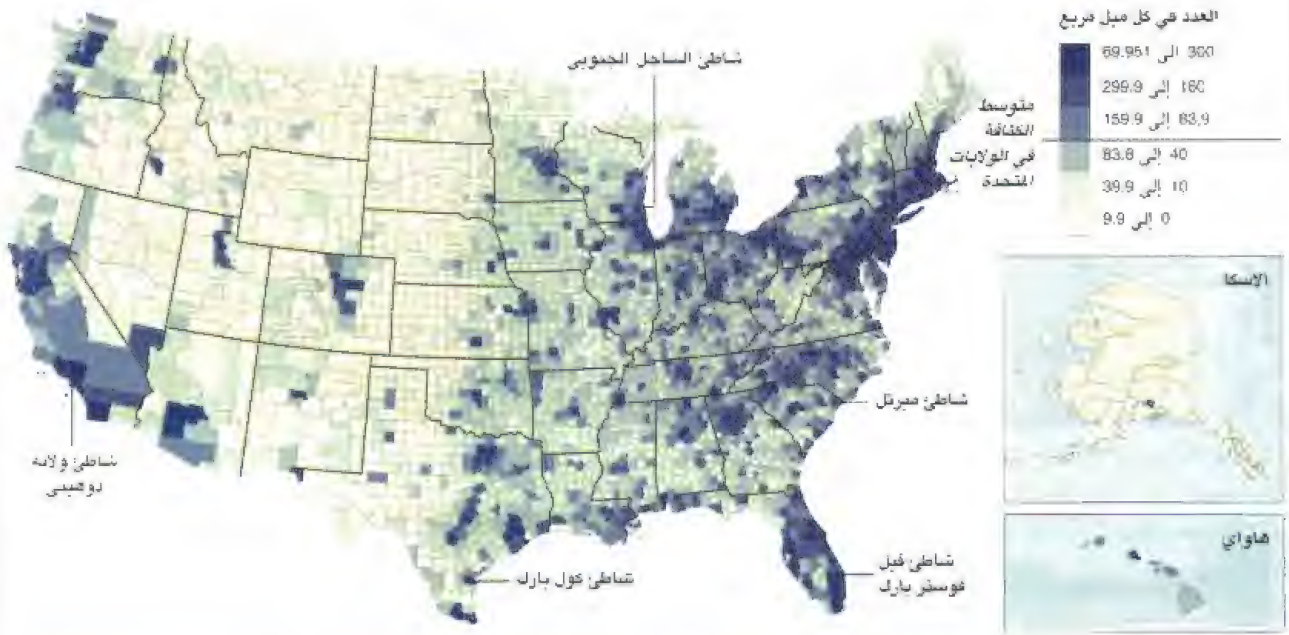 العدد في كل ميل مربع
300 إلى 69.951
160 إلى 299.9
83.9 إلى 159.9
40 إلى 83.8
10 إلى 39.9
0 إلى 9.9
متوسط
الكثافة
في الولايات
المتحدة
شاطئ الساحل الجنوبي
ألاسكا
هاواي
شاطئ ميرتل
شاطئ ولاية
دوهيني
شاطئ كول بارك
شاطئ فيل
فوستر بارك